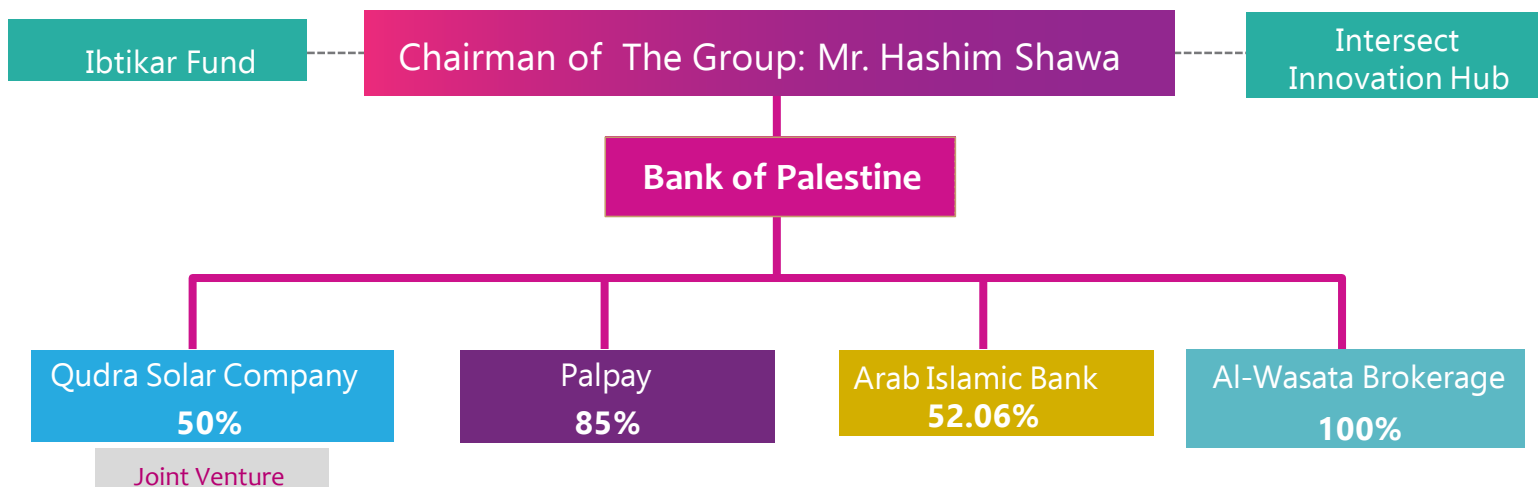 Ibtikar Fund
Chairman of The Group: Mr. Hashim Shawa
Intersect
Innovation Hub
Bank of Palestine
Qudra Solar Company
50%
Joint Venture
Palpay
85%
Arab Islamic Bank
52.06%
Al-Wasata Brokerage
100%